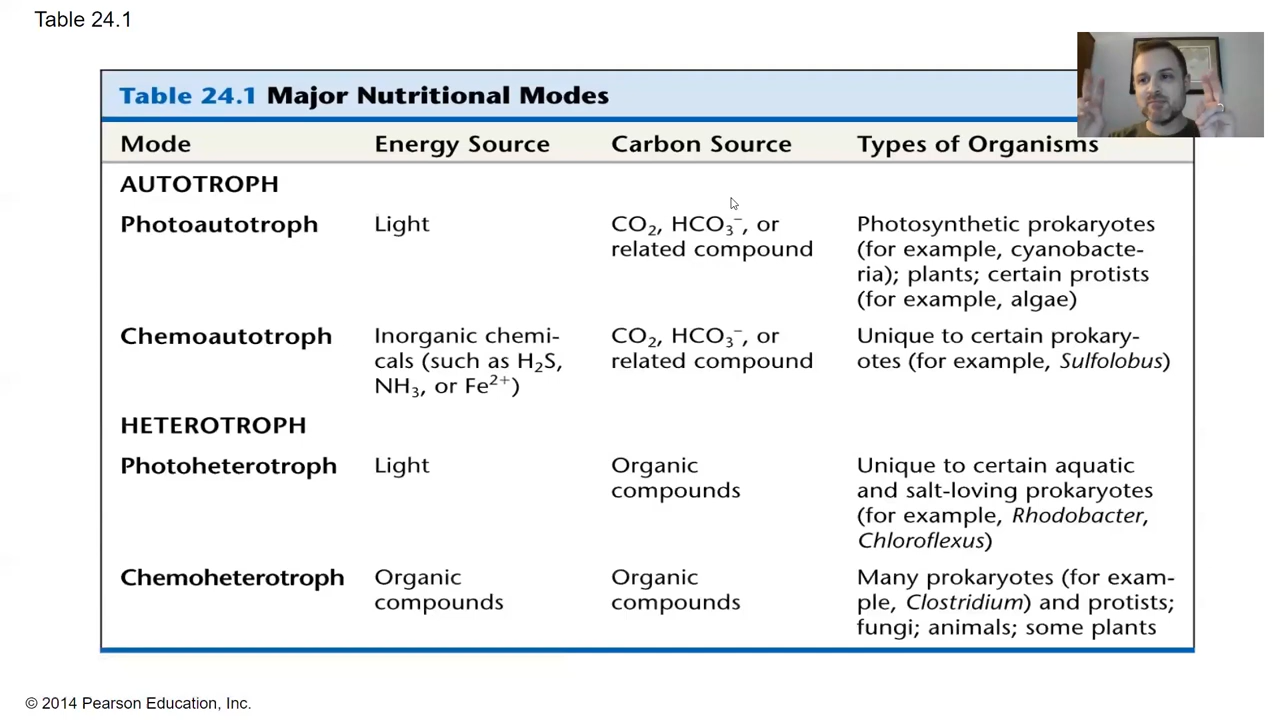 Table 24.1
Table 24.1 Major Nutritional Modes
Mode Energy Source Carbon Source Types of Organisms
AUTOTROPH
Photoautotroph Light CO₂, HCO₃⁻, or Photosynthetic prokaryotes
related compound (for example, cyanobacte-
ria); plants; certain protists
(for example, algae)
Chemoautotroph Inorganic chemi- CO₂, HCO₃⁻, or Unique to certain prokary-
cals (such as H₂S, related compound otes (for example, Sulfolobus)
NH₃, or Fe²⁺)
HETEROTROPH
Photoheterotroph Light Organic Unique to certain aquatic
compounds and salt-loving prokaryotes
(for example, Rhodobacter,
Chloroflexus)
Chemoheterotroph Organic Organic Many prokaryotes (for exam-
compounds compounds ple, Clostridium) and protists;
fungi; animals; some plants
© 2014 Pearson Education, Inc.